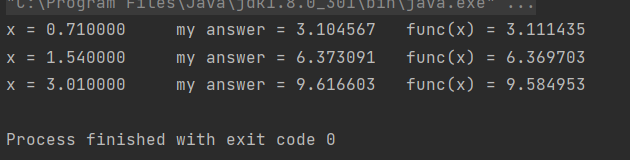 "C:\Program Files\Java\jdk1.8.0_301\bin\java.exe" ...
x = 0.710000     my answer = 3.104567   func(x) = 3.111435
x = 1.540000     my answer = 6.373091   func(x) = 6.369703
x = 3.010000     my answer = 9.616603   func(x) = 9.584953
Process finished with exit code 0